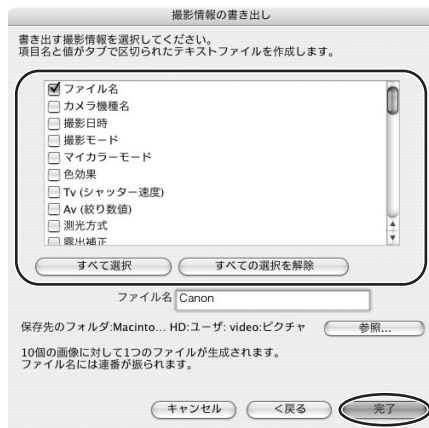 撮影情報の書き出し
書き出す撮影情報を選択してください。
項目名と値がタブで区切られたテキストファイルを作成します。
ファイル名
カメラ機種名
撮影日時
撮影モード
マイカラーモード
色効果
Tv (シャッター速度)
Av (絞り数値)
測光方式
露出補正
すべて選択 すべての選択を解除
ファイル名 Canon
保存先のフォルダ:Macinto... HD:ユーザ: video:ピクチャ 参照...
10個の画像に対して1つのファイルが生成されます。
ファイル名には連番が振られます。
キャンセル <戻る 完了